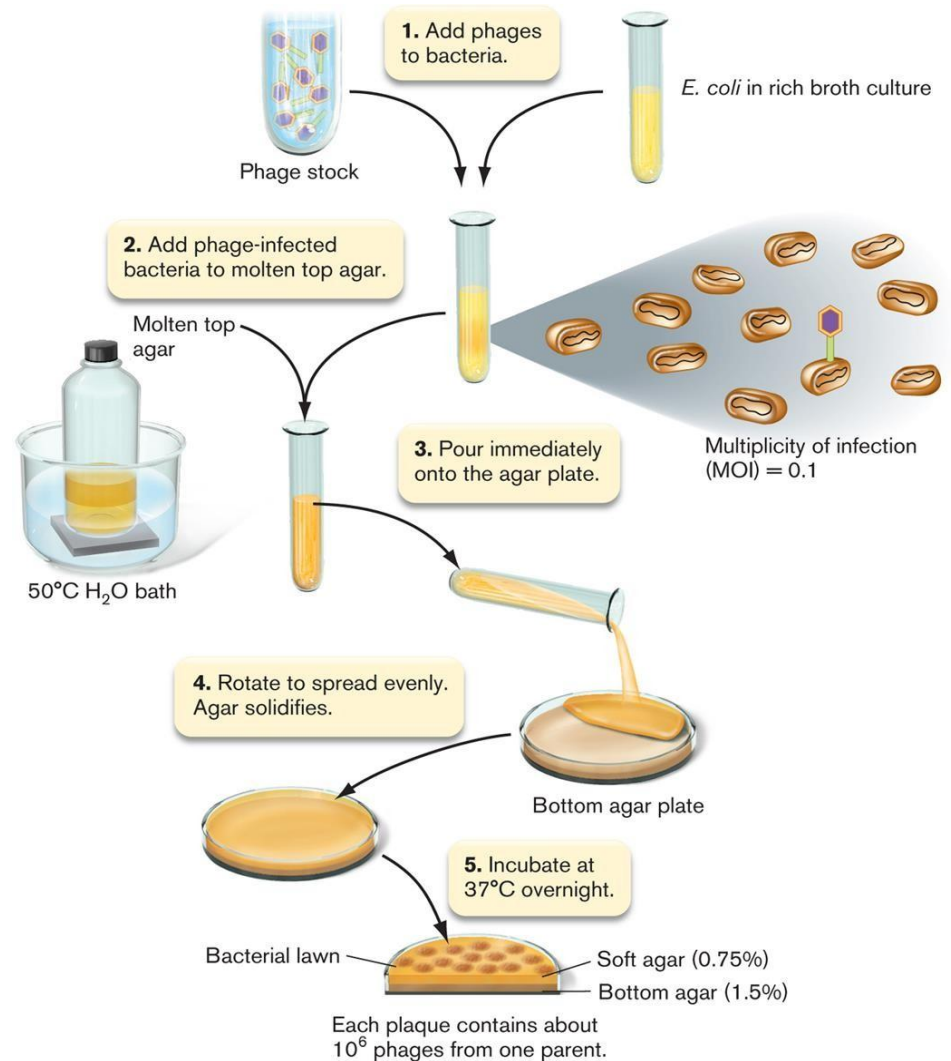 1. Add phages
to bacteria.
E. coli in rich broth culture
Phage stock
2. Add phage-infected
bacteria to molten top agar.
Molten top
agar
3. Pour immediately
onto the agar plate.
Multiplicity of infection
(MOI) = 0.1
50°C H₂O bath
4. Rotate to spread evenly.
Agar solidifies.
Bottom agar plate
5. Incubate at
37°C overnight.
Bacterial lawn
Soft agar (0.75%)
Bottom agar (1.5%)
Each plaque contains about
10⁶ phages from one parent.